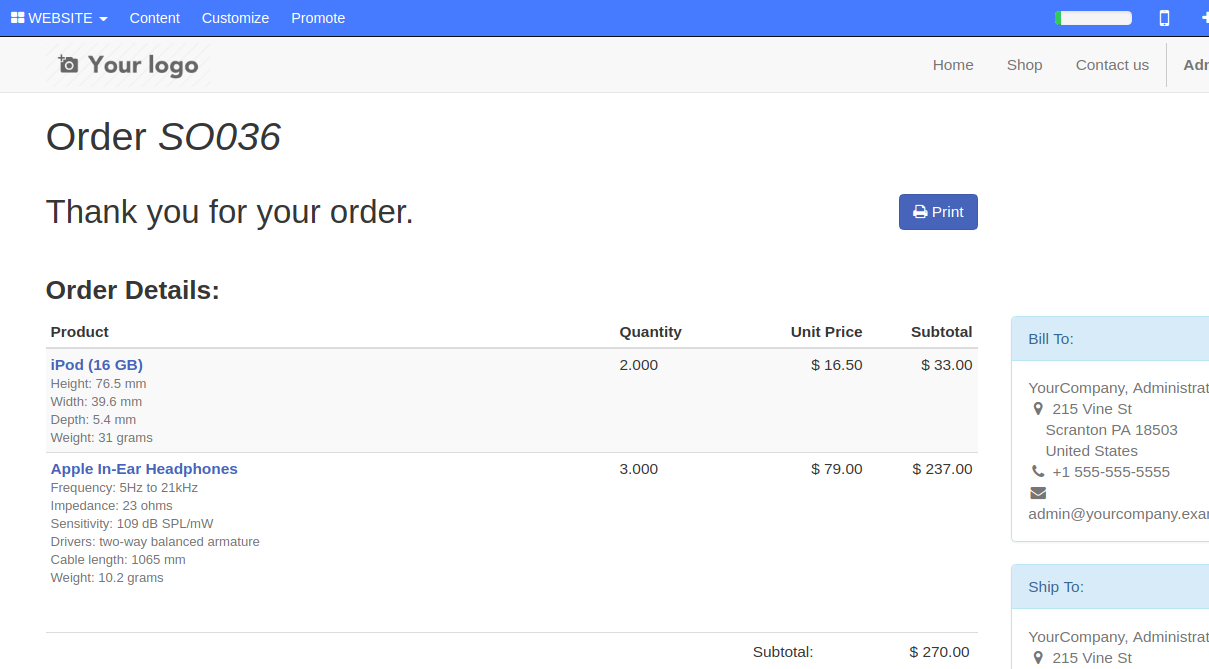 WEBSITE Content Customize Promote
Your logo Home Shop Contact us
Order SO036
Thank you for your order. Print
Order Details:
Product Quantity Unit Price Subtotal
iPod (16 GB) 2.000 $ 16.50 $ 33.00
Height: 76.5 mm
Width: 39.6 mm
Depth: 5.4 mm
Weight: 31 grams
Apple In-Ear Headphones 3.000 $ 79.00 $ 237.00
Frequency: 5Hz to 21kHz
Impedance: 23 ohms
Sensitivity: 109 dB SPL/mW
Drivers: two-way balanced armature
Cable length: 1065 mm
Weight: 10.2 grams
Subtotal: $ 270.00
Bill To:
YourCompany, Administrat
215 Vine St
Scranton PA 18503
United States
+1 555-555-5555
admin@yourcompany.exa
Ship To:
YourCompany, Administrat
215 Vine St